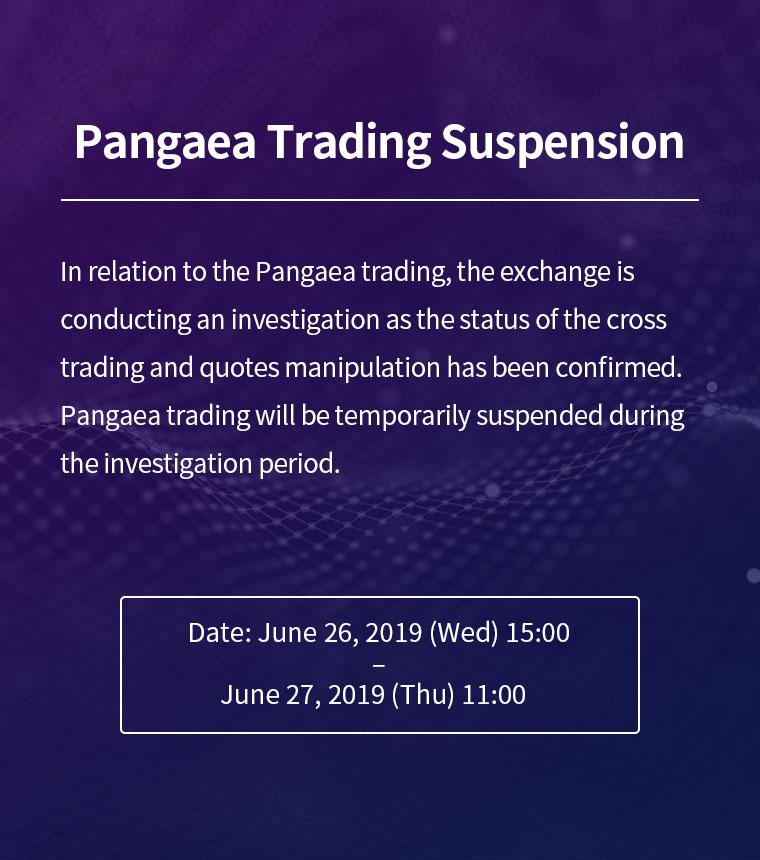 Pangaea Trading Suspension
In relation to the Pangaea trading, the exchange is
conducting an investigation as the status of the cross
trading and quotes manipulation has been confirmed.
Pangaea trading will be temporarily suspended during
the investigation period.
Date: June 26, 2019 (Wed) 15:00
–
June 27, 2019 (Thu) 11:00